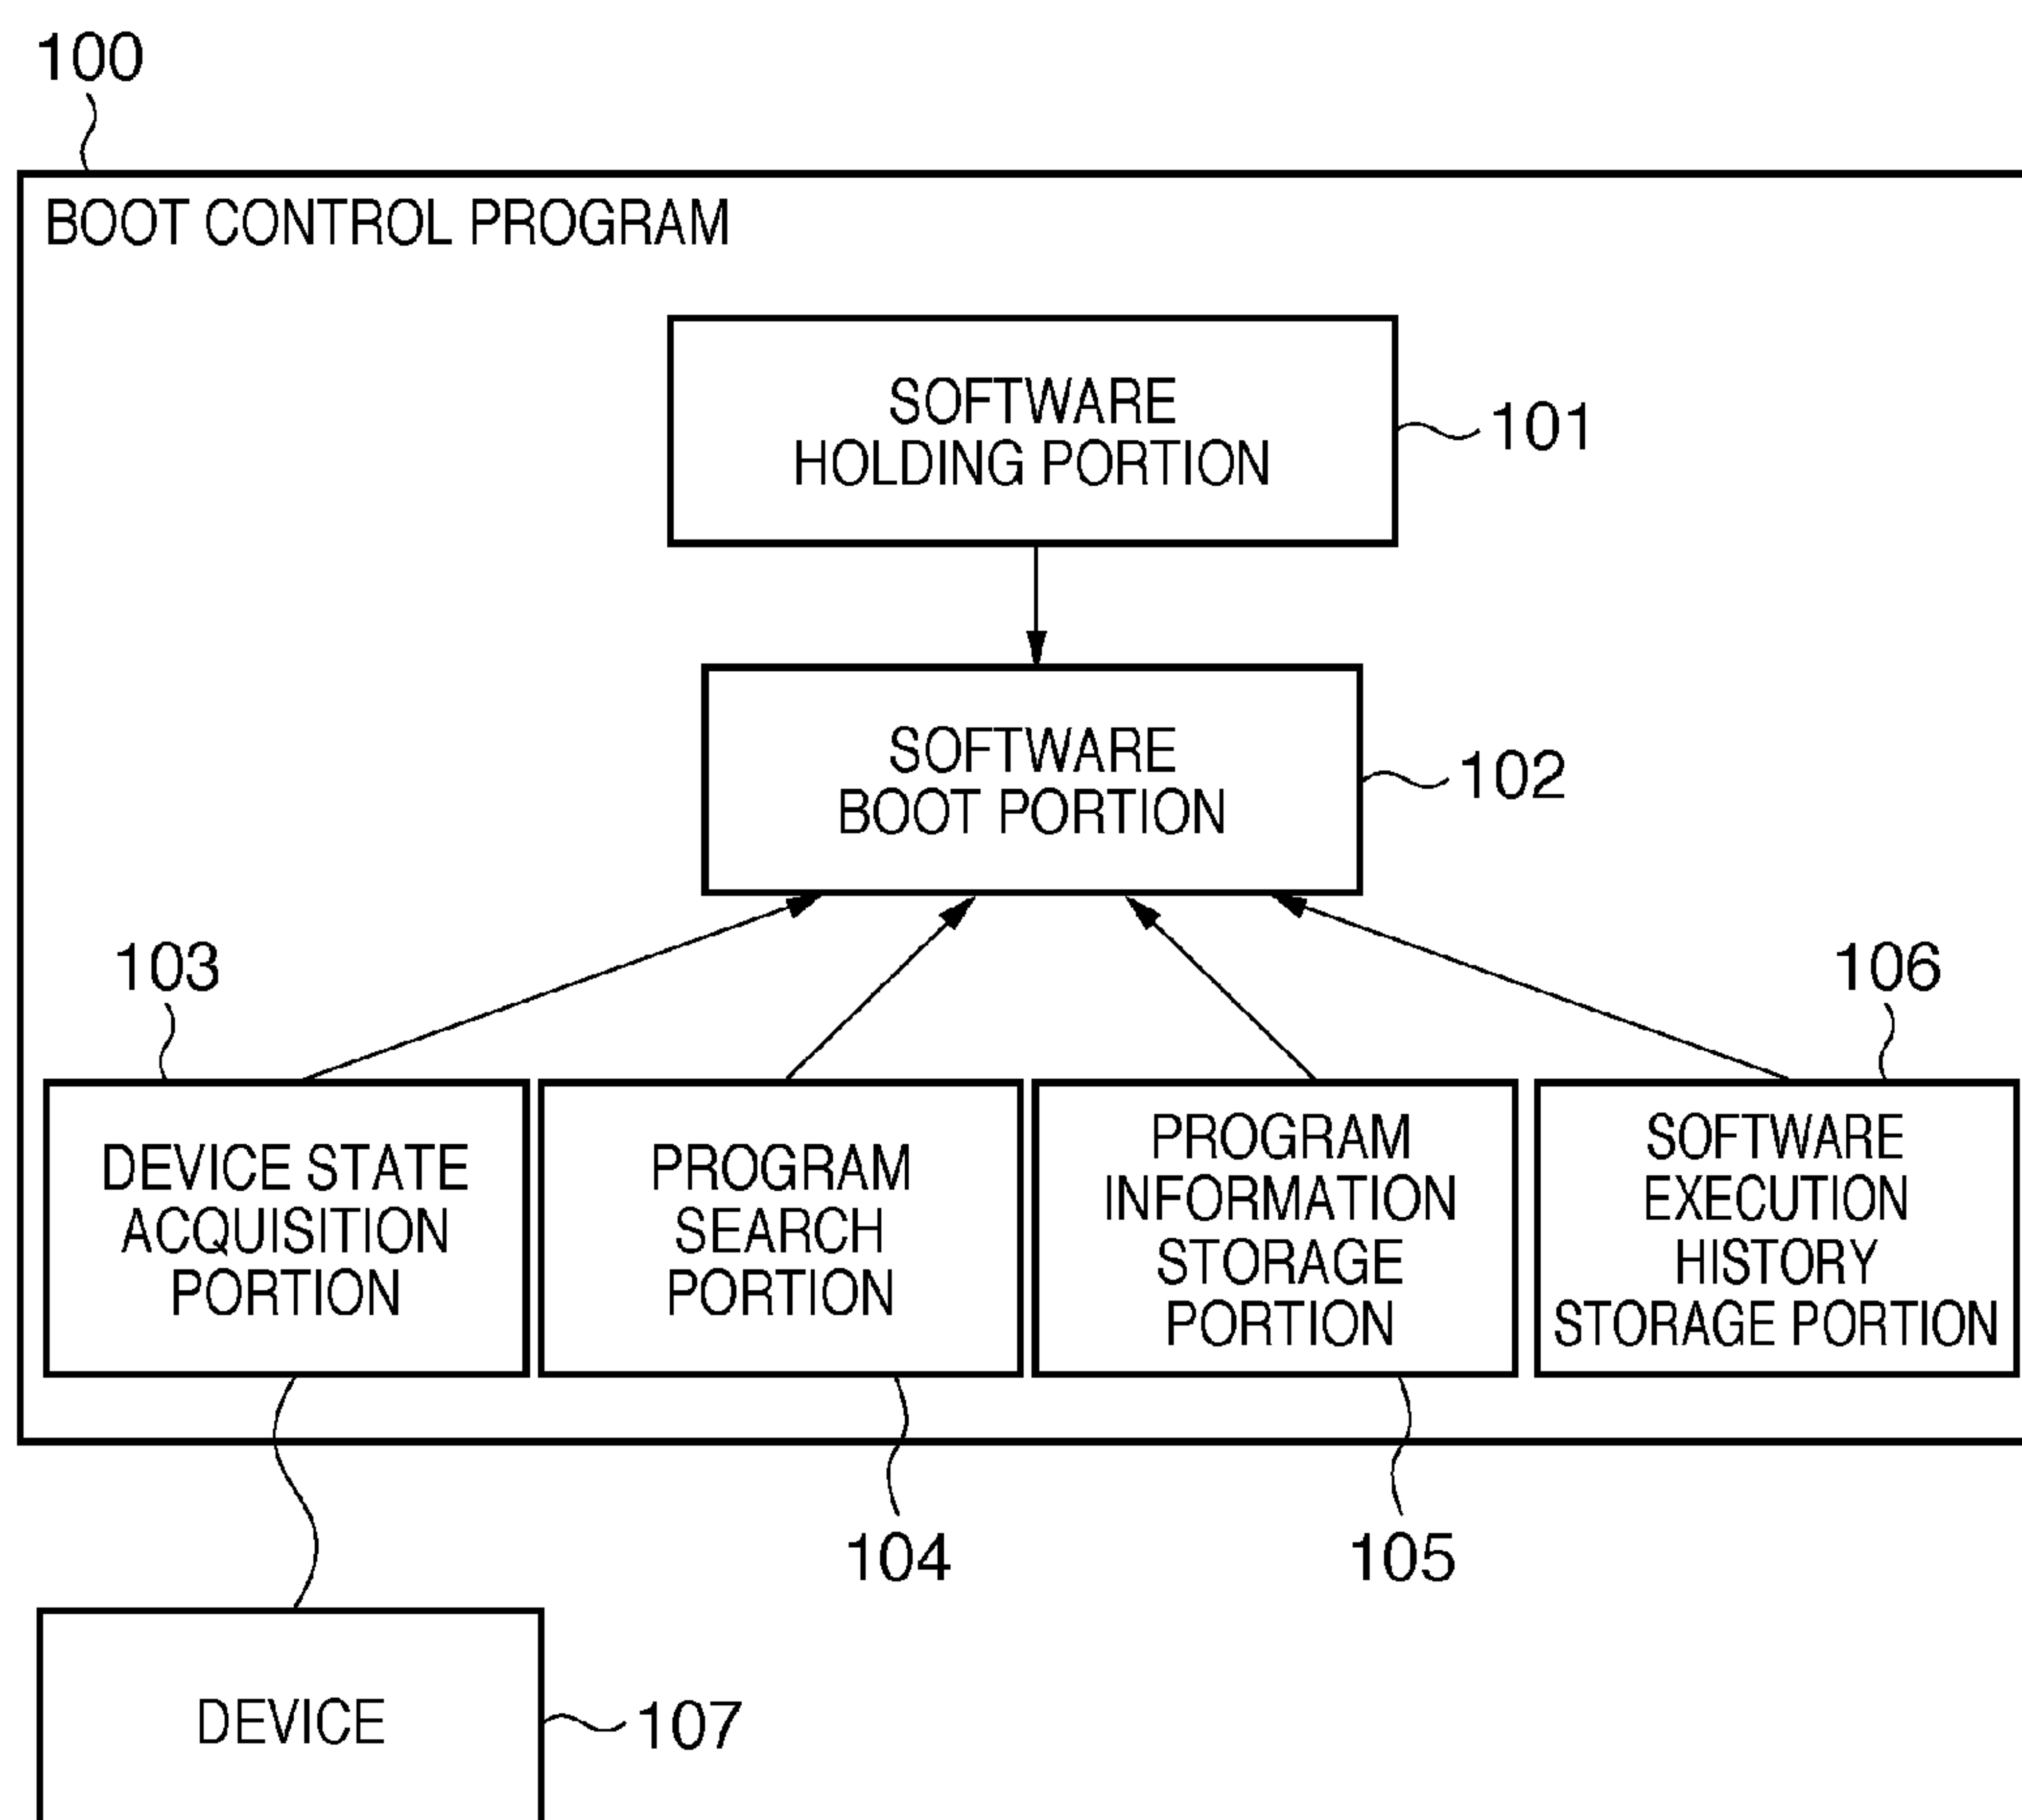 100
BOOT CONTROL PROGRAM
SOFTWARE
HOLDING PORTION
101
SOFTWARE
BOOT PORTION
102
103
106
DEVICE STATE
ACQUISITION
PORTION
PROGRAM
SEARCH
PORTION
PROGRAM
INFORMATION
STORAGE
PORTION
SOFTWARE
EXECUTION
HISTORY
STORAGE PORTION
104
105
DEVICE
107